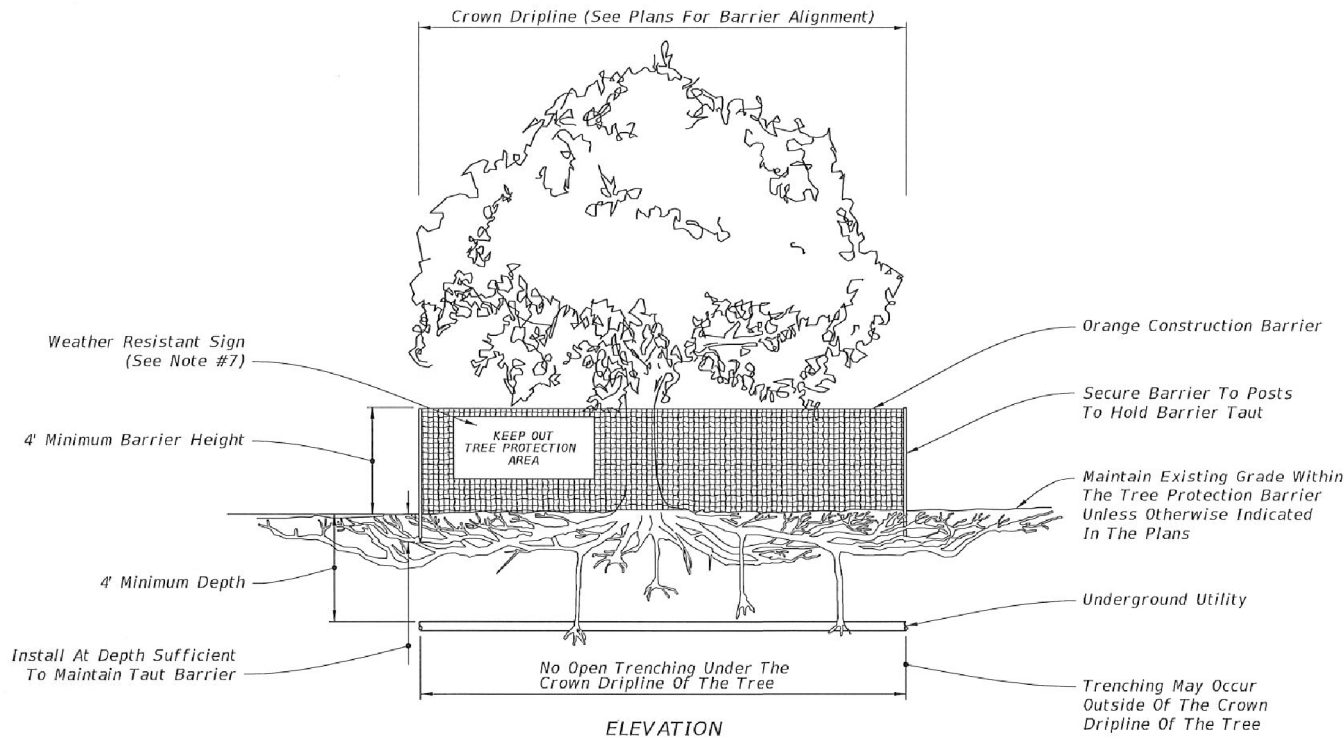 Crown Dripline (See Plans For Barrier Alignment)
Weather Resistant Sign
(See Note #7)
4' Minimum Barrier Height
KEEP OUT
TREE PROTECTION
AREA
Orange Construction Barrier
Secure Barrier To Posts
To Hold Barrier Taut
Maintain Existing Grade Within
The Tree Protection Barrier
Unless Otherwise Indicated
In The Plans
4' Minimum Depth
Underground Utility
Install At Depth Sufficient
To Maintain Taut Barrier
No Open Trenching Under The
Crown Dripline Of The Tree
Trenching May Occur
Outside Of The Crown
Dripline Of The Tree
ELEVATION